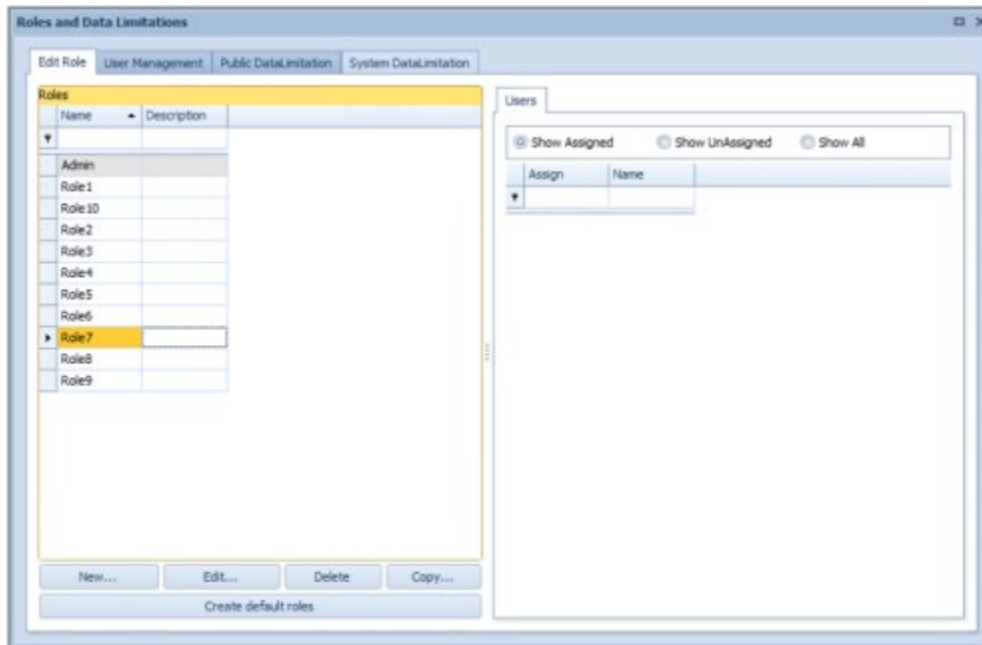 Roles and Data Limitations
Edit Role User Management Public DataLimitation System DataLimitation
Roles
Name Description
Admin
Role1
Role10
Role2
Role3
Role4
Role5
Role6
Role7
Role8
Role9
New... Edit... Delete Copy...
Create default roles
Users
Show Assigned Show UnAssigned Show All
Assign Name